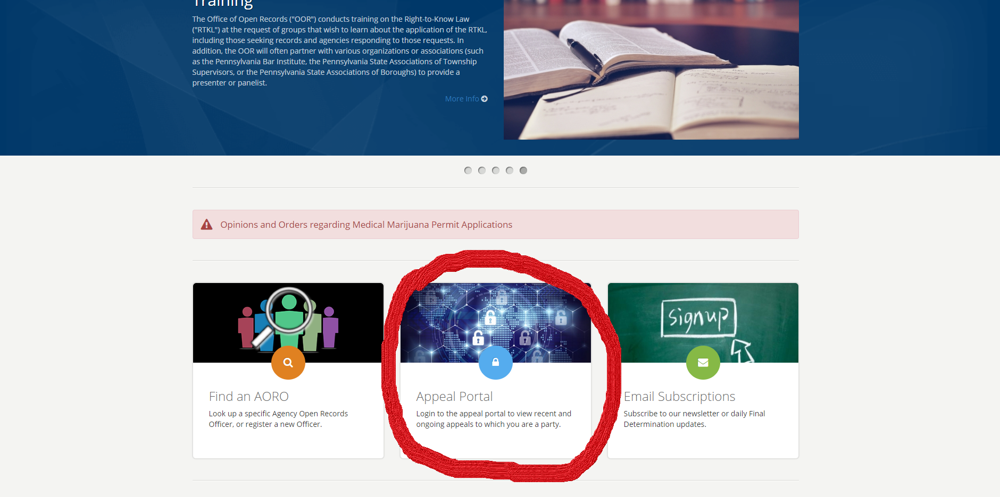 Training
The Office of Open Records ("OOR") conducts training on the Right-to-Know Law
("RTKL") at the request of groups that wish to learn about the application of the RTKL,
including those seeking records and agencies responding to those requests. In
addition, the OOR will often partner with various organizations or associations (such
as the Pennsylvania Bar Institute, the Pennsylvania State Associations of Township
Supervisors, or the Pennsylvania State Associations of Boroughs) to provide a
presenter or panelist.
More Info
Opinions and Orders regarding Medical Marijuana Permit Applications
signup
Find an AORO
Look up a specific Agency Open Records
Officer, or register a new Officer.
Appeal Portal
Login to the appeal portal to view recent and
ongoing appeals to which you are a party.
Email Subscriptions
Subscribe to our newsletter or daily Final
Determination updates.